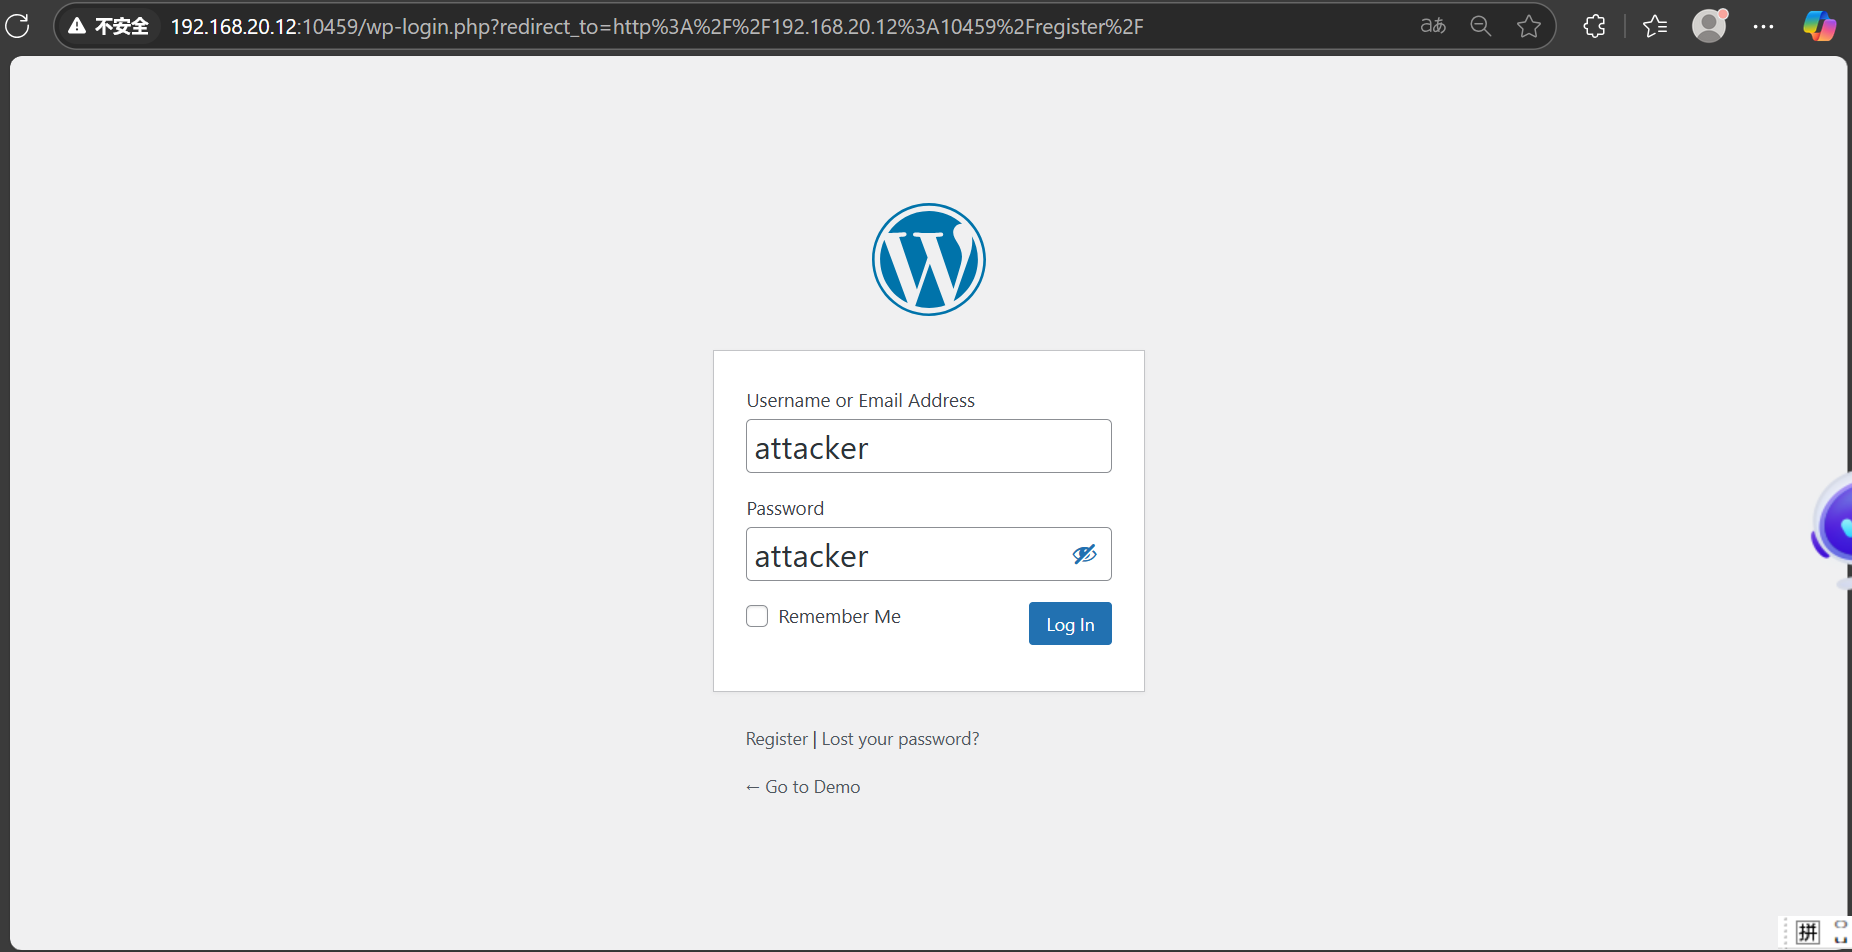 不安全 192.168.20.12:10459/wp-login.php?redirect_to=http%3A%2F%2F192.168.20.12%3A10459%2Fregister%2F aあ
Username or Email Address
attacker
Password
attacker
Remember Me
Log In
Register | Lost your password?
← Go to Demo
拼